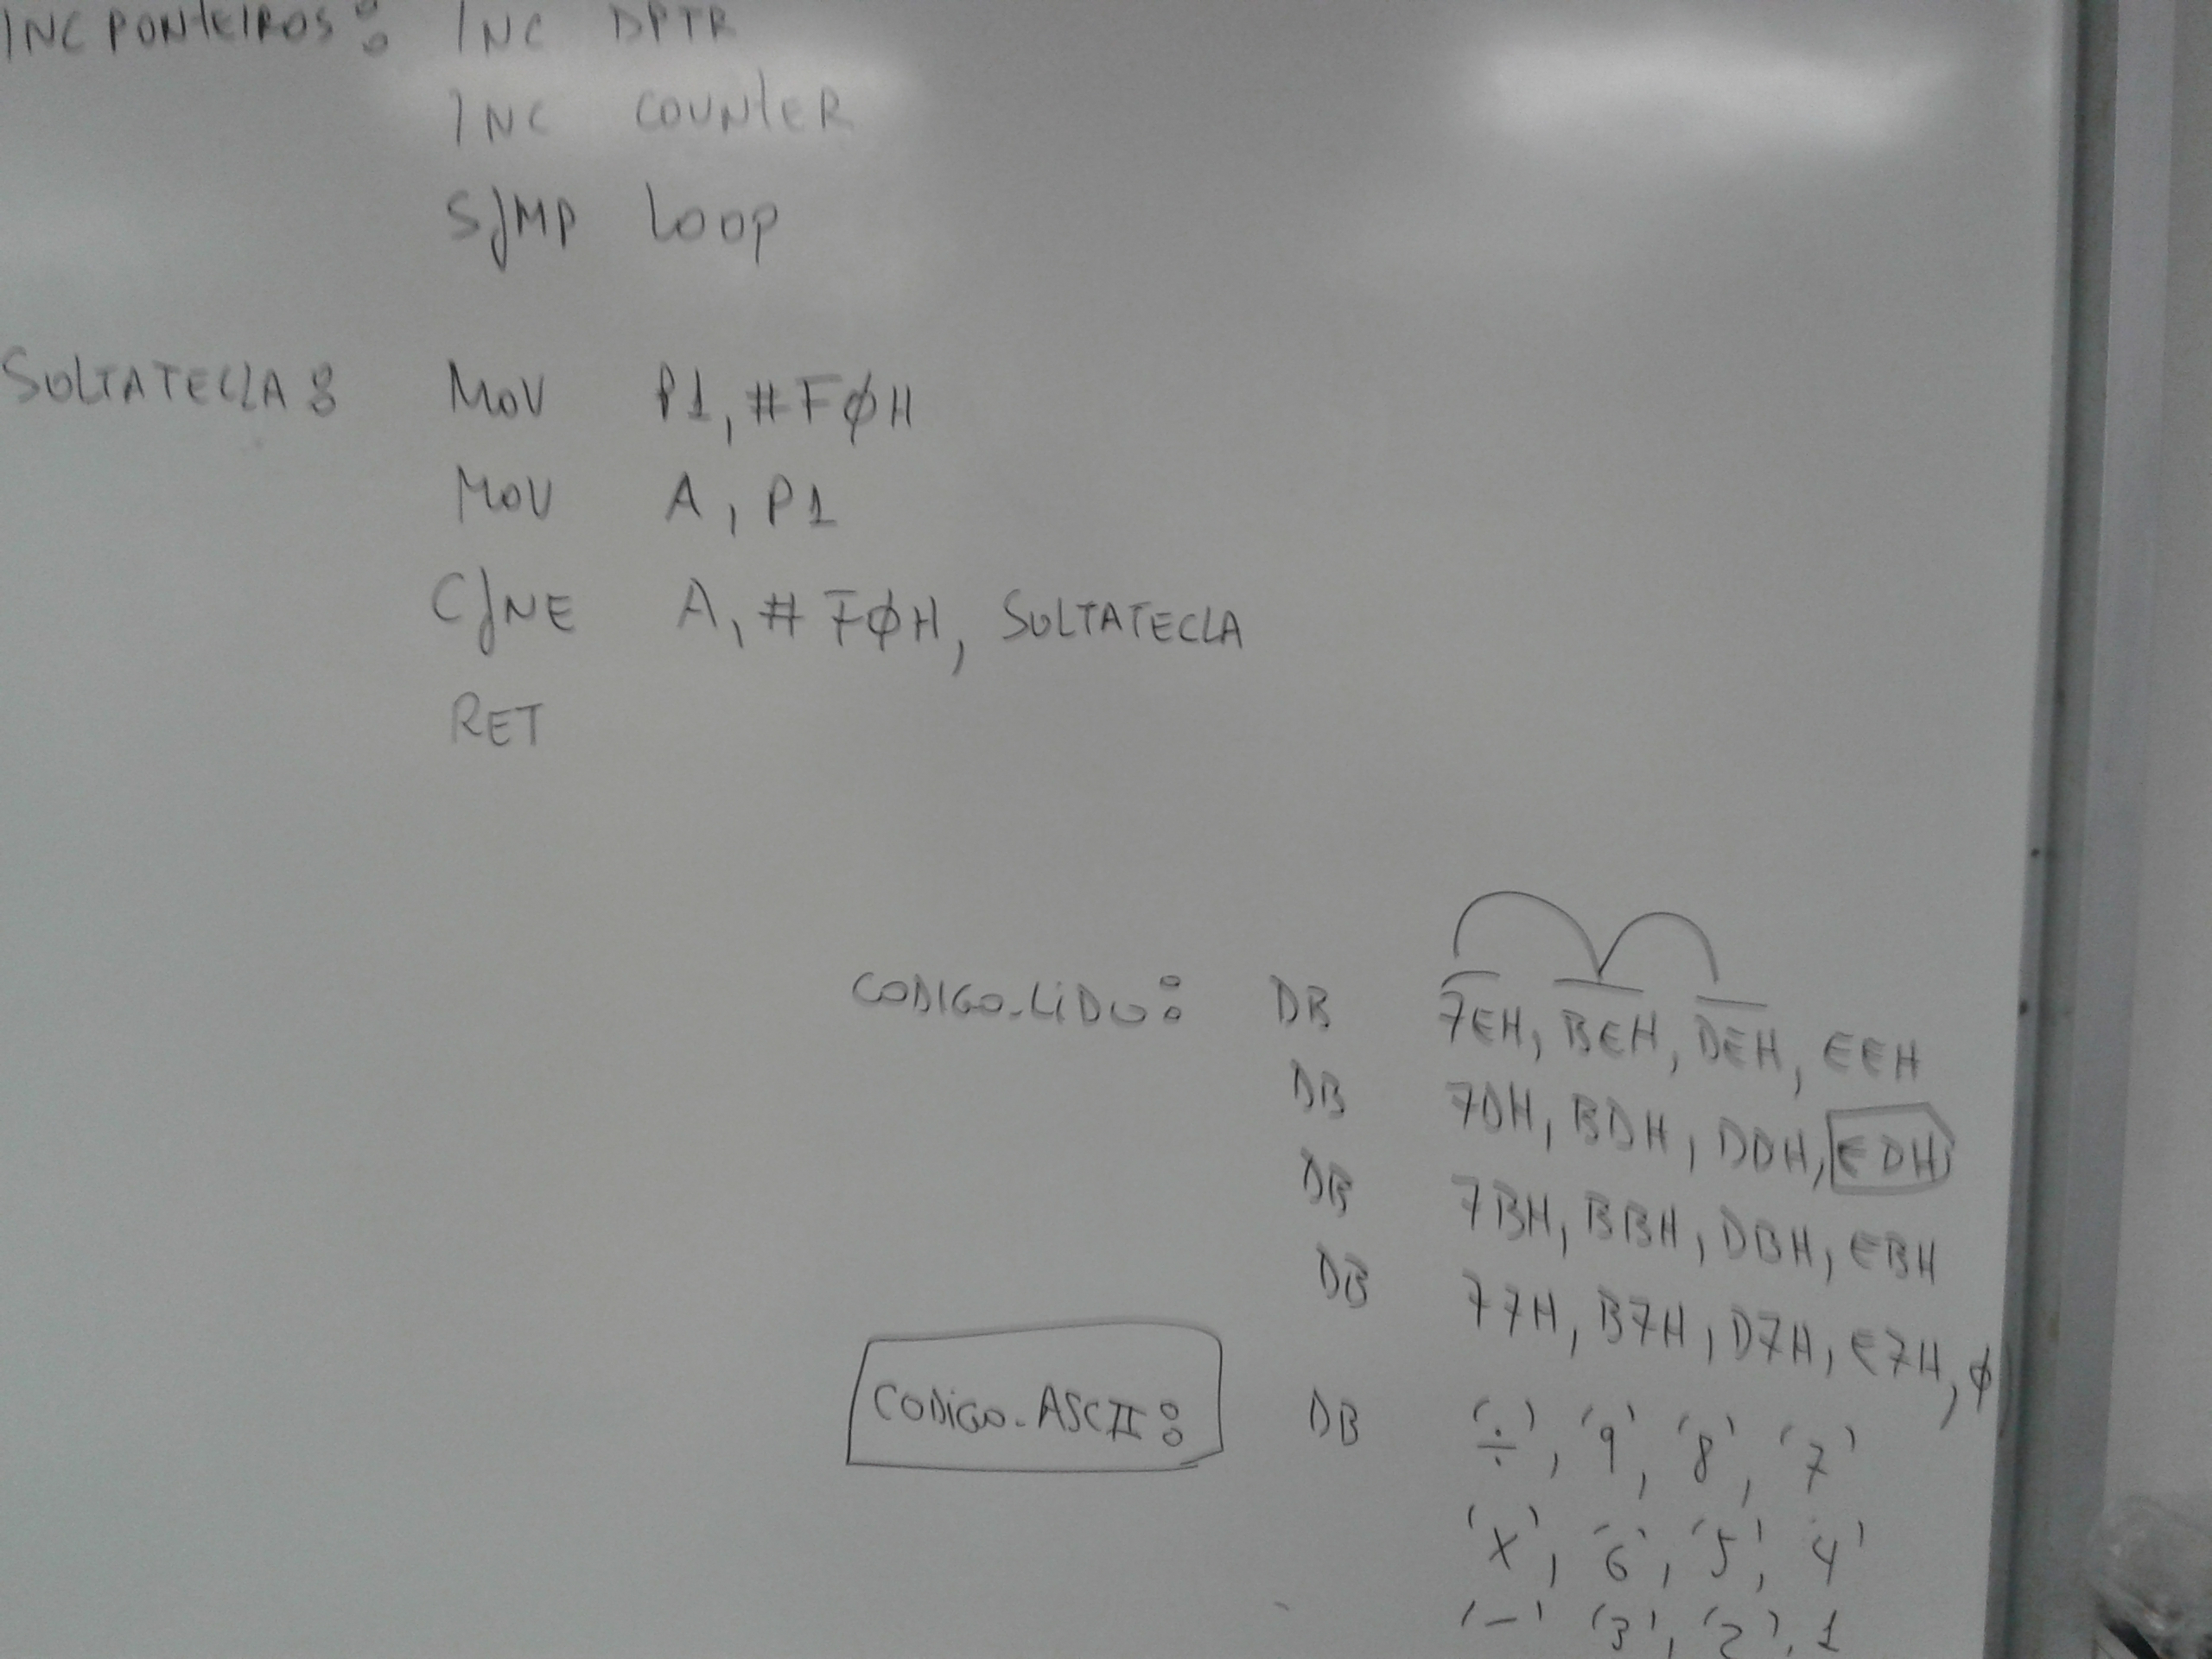 INCPONTEIROS: INC DPTR
INC COUNTER
SJMP LOOP
SOLTATECLA: MOV P1, #FØH
MOV A, P1
CJNE A, #FØH, SOLTATECLA
RET
CODIGO_LIDO: DB 7EH, BEH, DEH, EEH
DB 7DH, BDH, DDH, EDH
DB 7BH, BBH, DBH, EBH
DB 77H, B7H, D7H, E7H, Ø
CODIGO_ASCII: DB '÷', '9', '8', '7'
'X', '6', '5', 4'
'-' '3', '2', 1